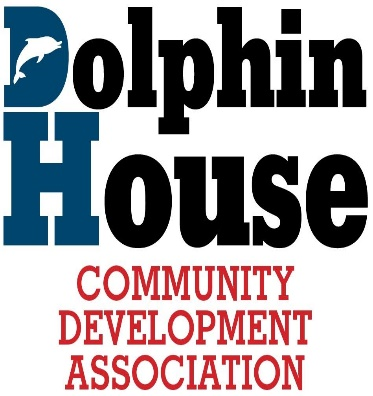 Dolphin
House
COMMUNITY
DEVELOPMENT
ASSOCIATION